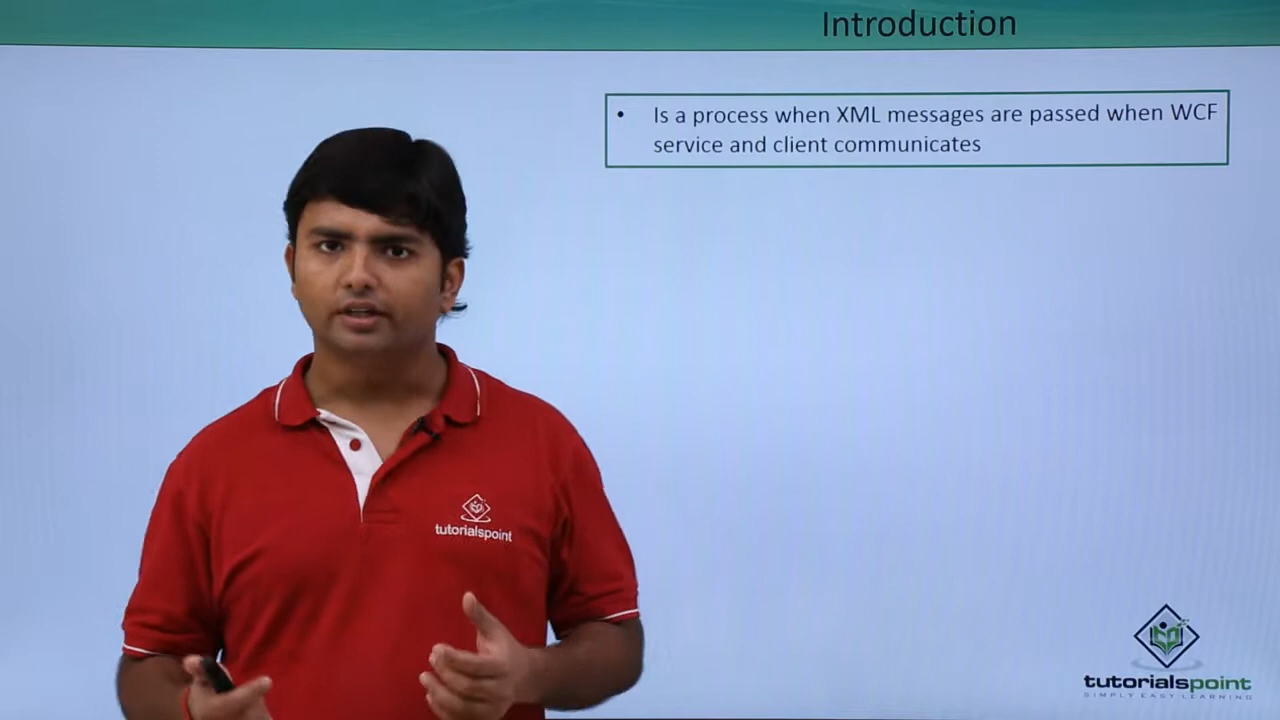 Introduction
• Is a process when XML messages are passed when WCF
service and client communicates
tutorialspoint
tutorialspoint
SIMPLY EASY LEARNING